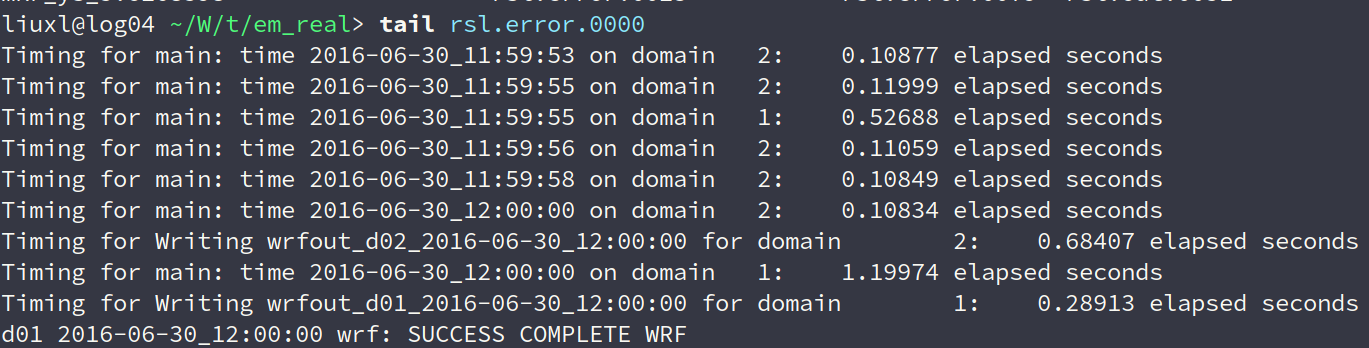 liuxl@log04 ~/W/t/em_real> tail rsl.error.0000
Timing for main: time 2016-06-30_11:59:53 on domain   2:    0.10877 elapsed seconds
Timing for main: time 2016-06-30_11:59:55 on domain   2:    0.11999 elapsed seconds
Timing for main: time 2016-06-30_11:59:55 on domain   1:    0.52688 elapsed seconds
Timing for main: time 2016-06-30_11:59:56 on domain   2:    0.11059 elapsed seconds
Timing for main: time 2016-06-30_11:59:58 on domain   2:    0.10849 elapsed seconds
Timing for main: time 2016-06-30_12:00:00 on domain   2:    0.10834 elapsed seconds
Timing for Writing wrfout_d02_2016-06-30_12:00:00 for domain        2:    0.68407 elapsed seconds
Timing for main: time 2016-06-30_12:00:00 on domain   1:    1.19974 elapsed seconds
Timing for Writing wrfout_d01_2016-06-30_12:00:00 for domain        1:    0.28913 elapsed seconds
d01 2016-06-30_12:00:00 wrf: SUCCESS COMPLETE WRF